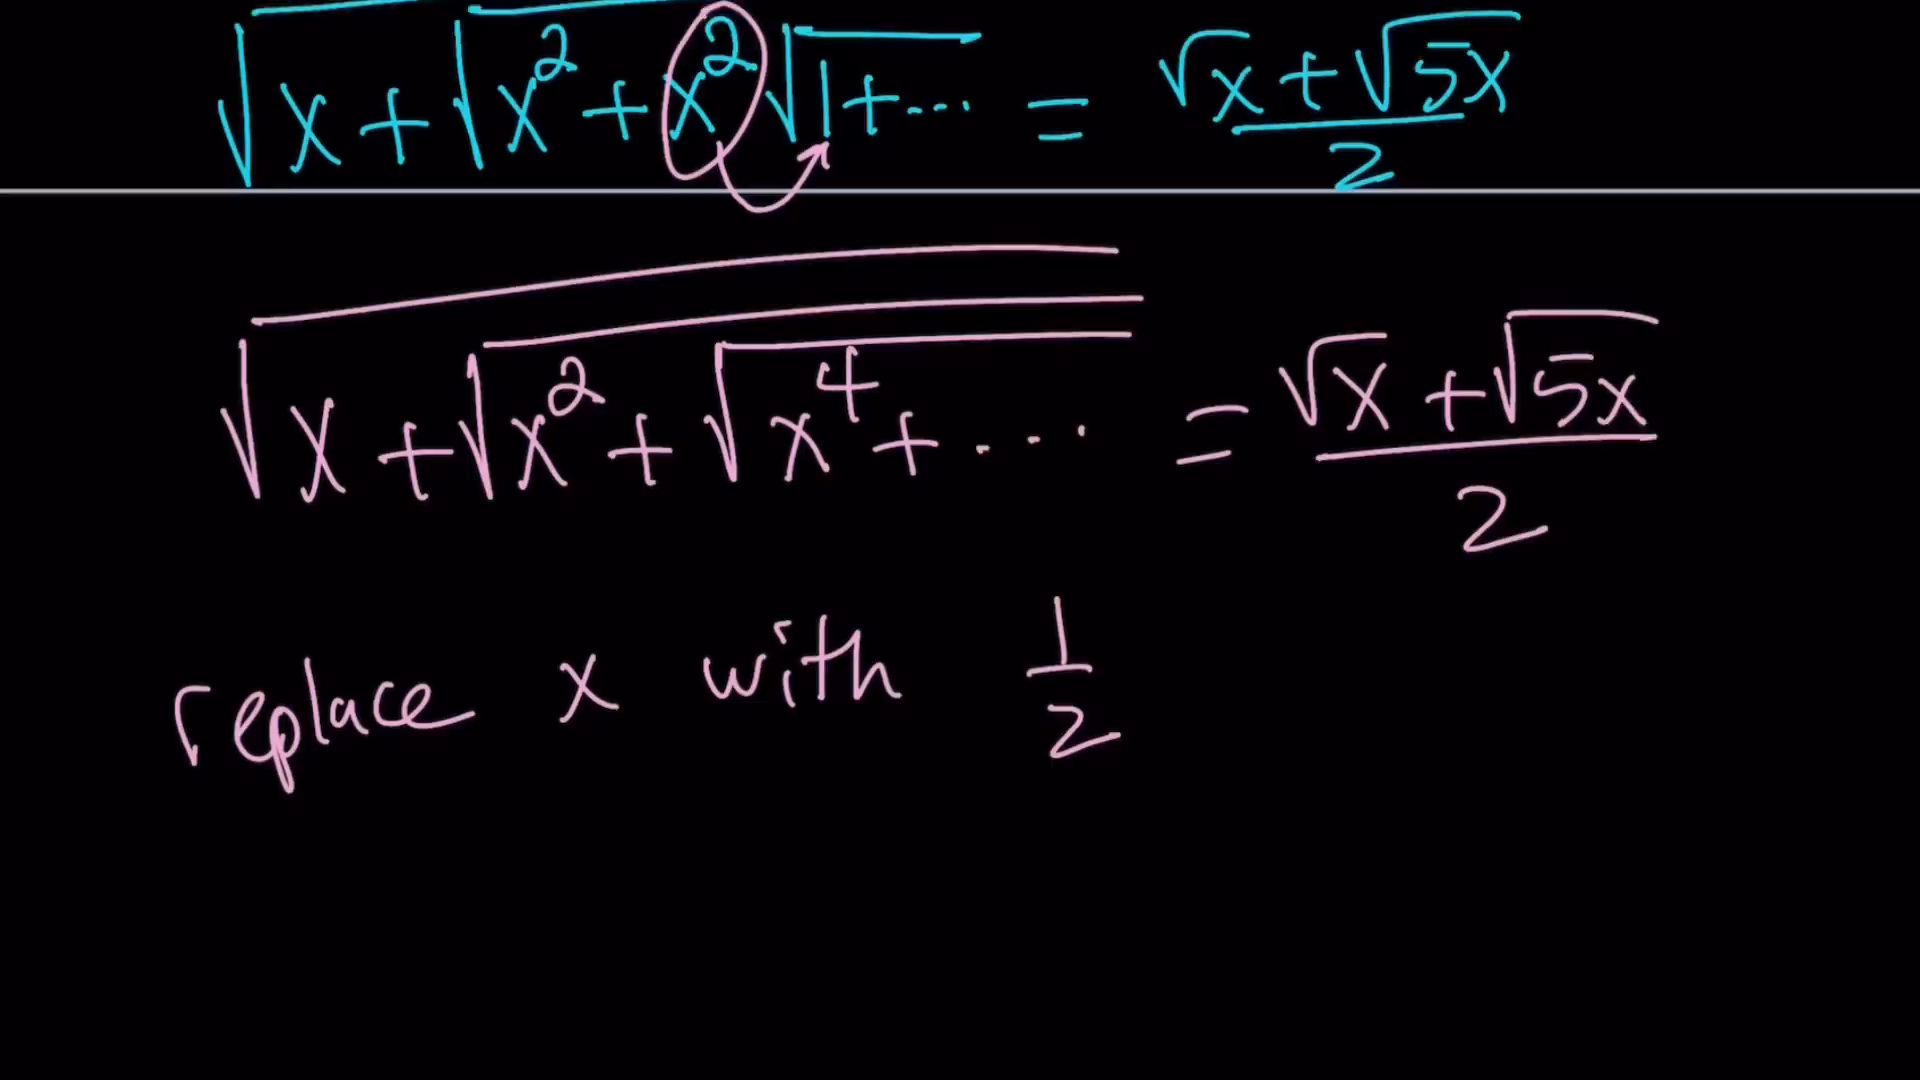 √(x + √(x² + x² √(1 + ... = (√x + √5x)/2
√(x + √(x² + √(x⁴ + .... = (√x + √5x)/2
replace x with 1/2